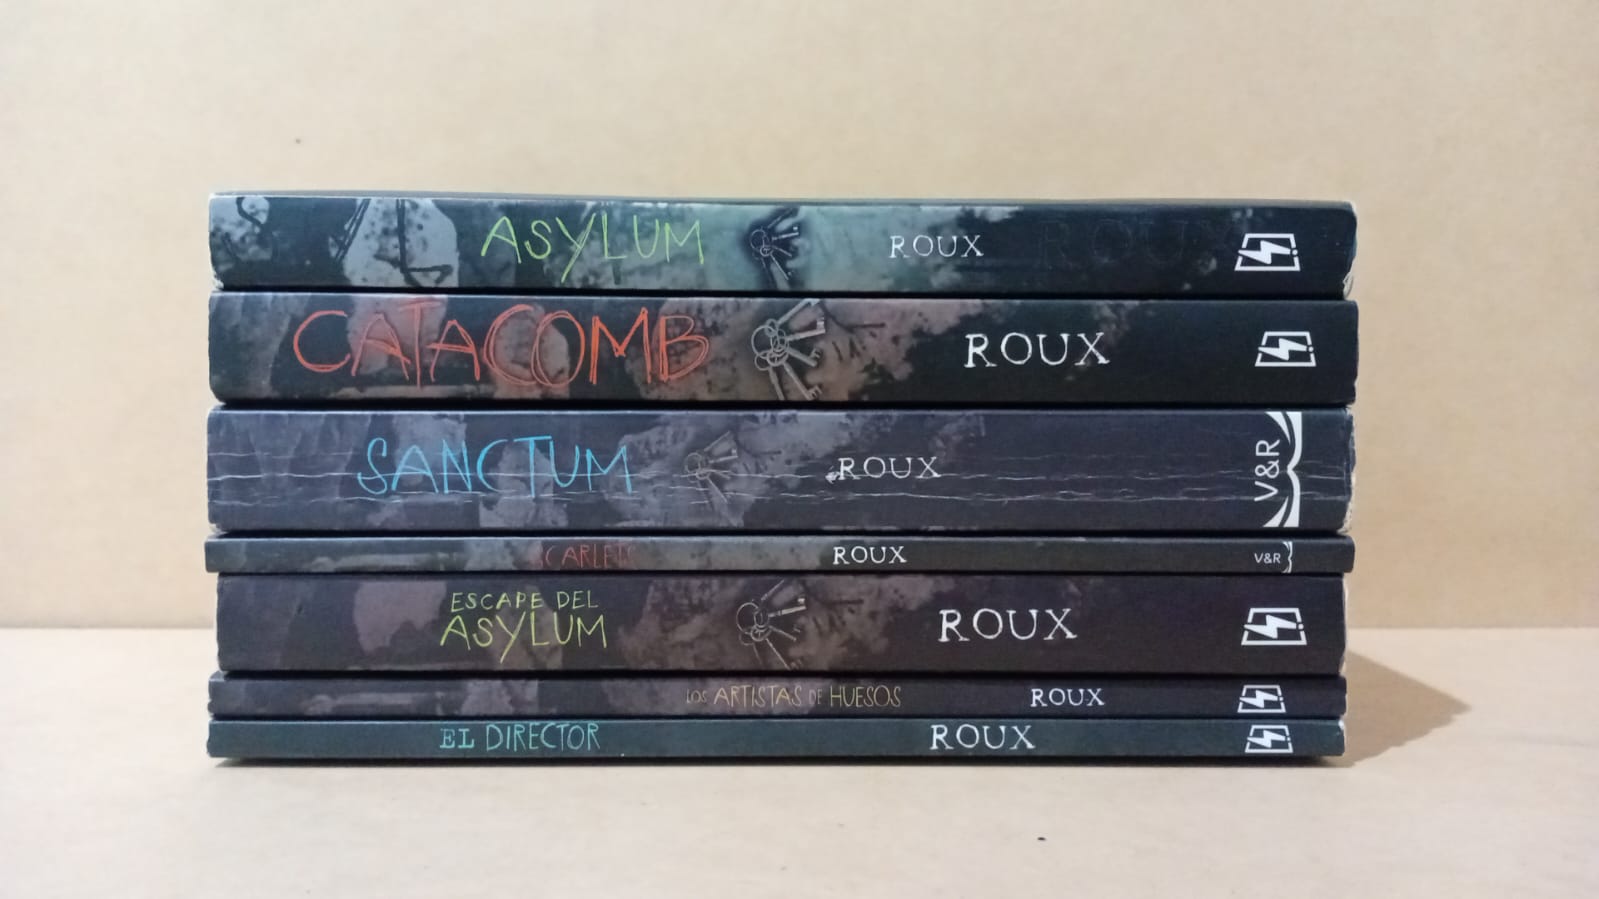 ASYLUM ROUX
CATACOMB ROUX
SANCTUM ROUX V&R
SCARLETS ROUX V&R
ESCAPE DEL
ASYLUM ROUX
LOS ARTISTAS DE HUESOS ROUX
EL DIRECTOR ROUX